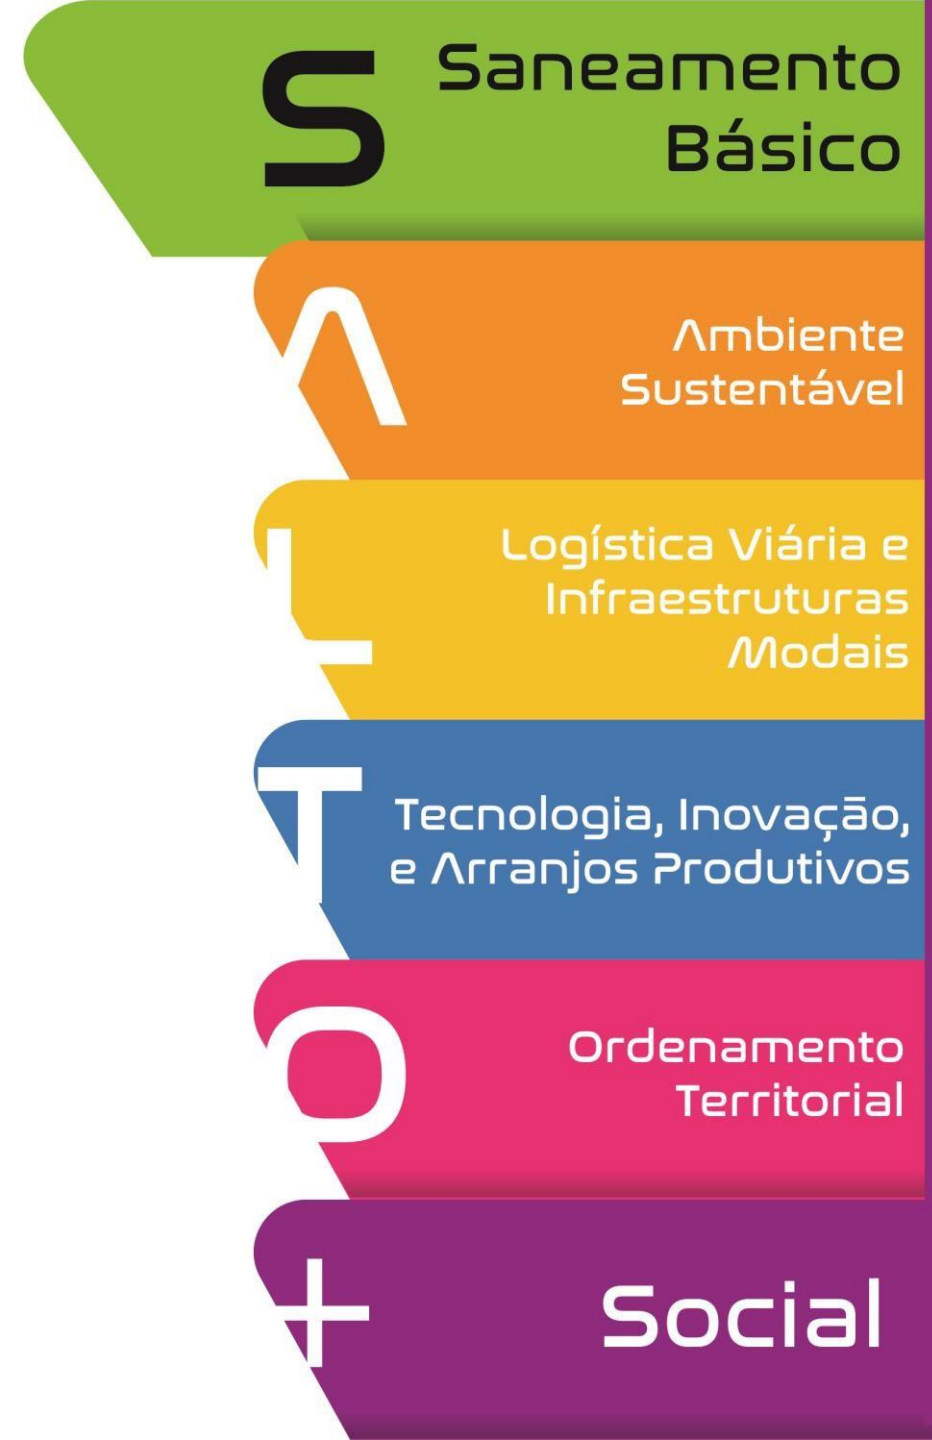 S
Saneamento
Básico
A
Ambiente
Sustentável
L
Logística Viária e
Infraestruturas
Modais
T
Tecnologia, Inovação,
e Arranjos Produtivos
O
Ordenamento
Territorial
+
Social